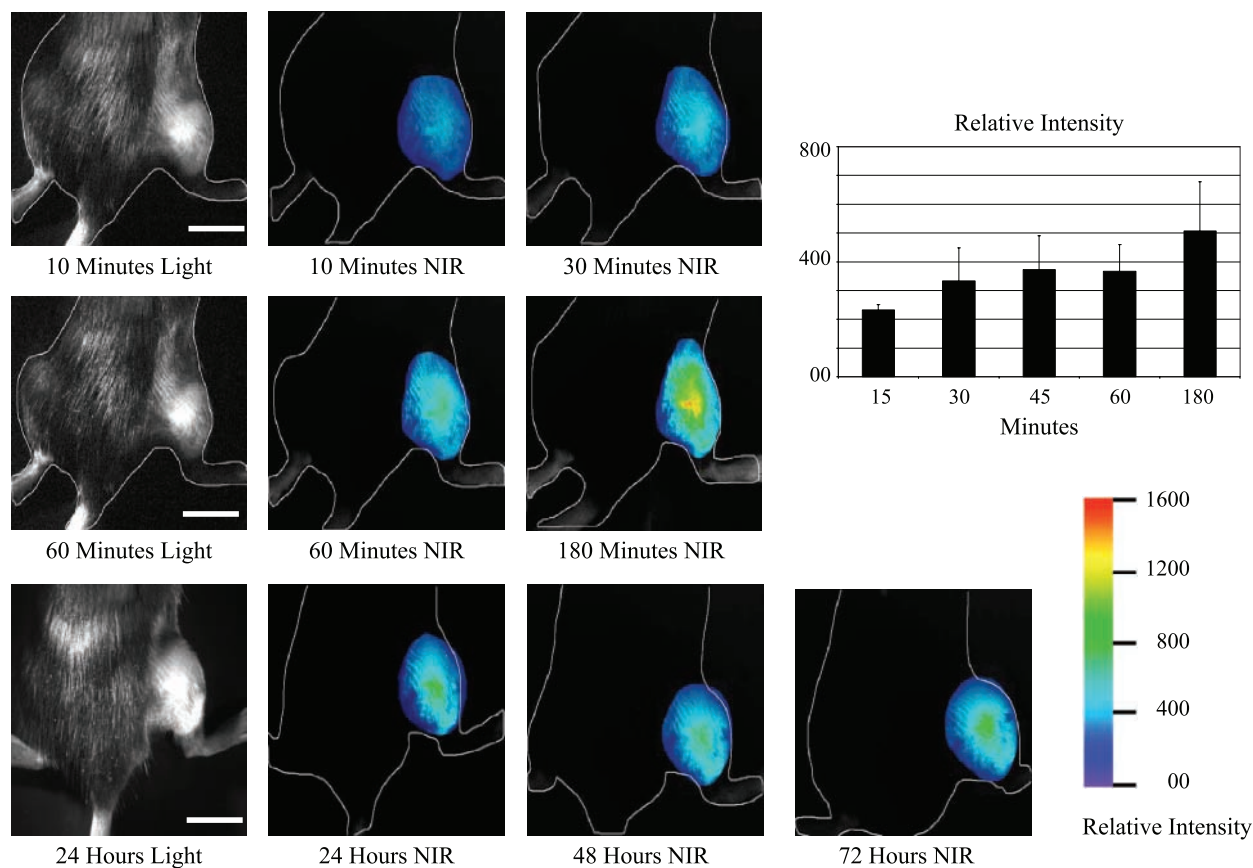 10 Minutes Light
10 Minutes NIR
30 Minutes NIR
Relative Intensity
800
400
00
15 30 45 60 180
Minutes
60 Minutes Light
60 Minutes NIR
180 Minutes NIR
1600
1200
800
400
00
Relative Intensity
24 Hours Light
24 Hours NIR
48 Hours NIR
72 Hours NIR